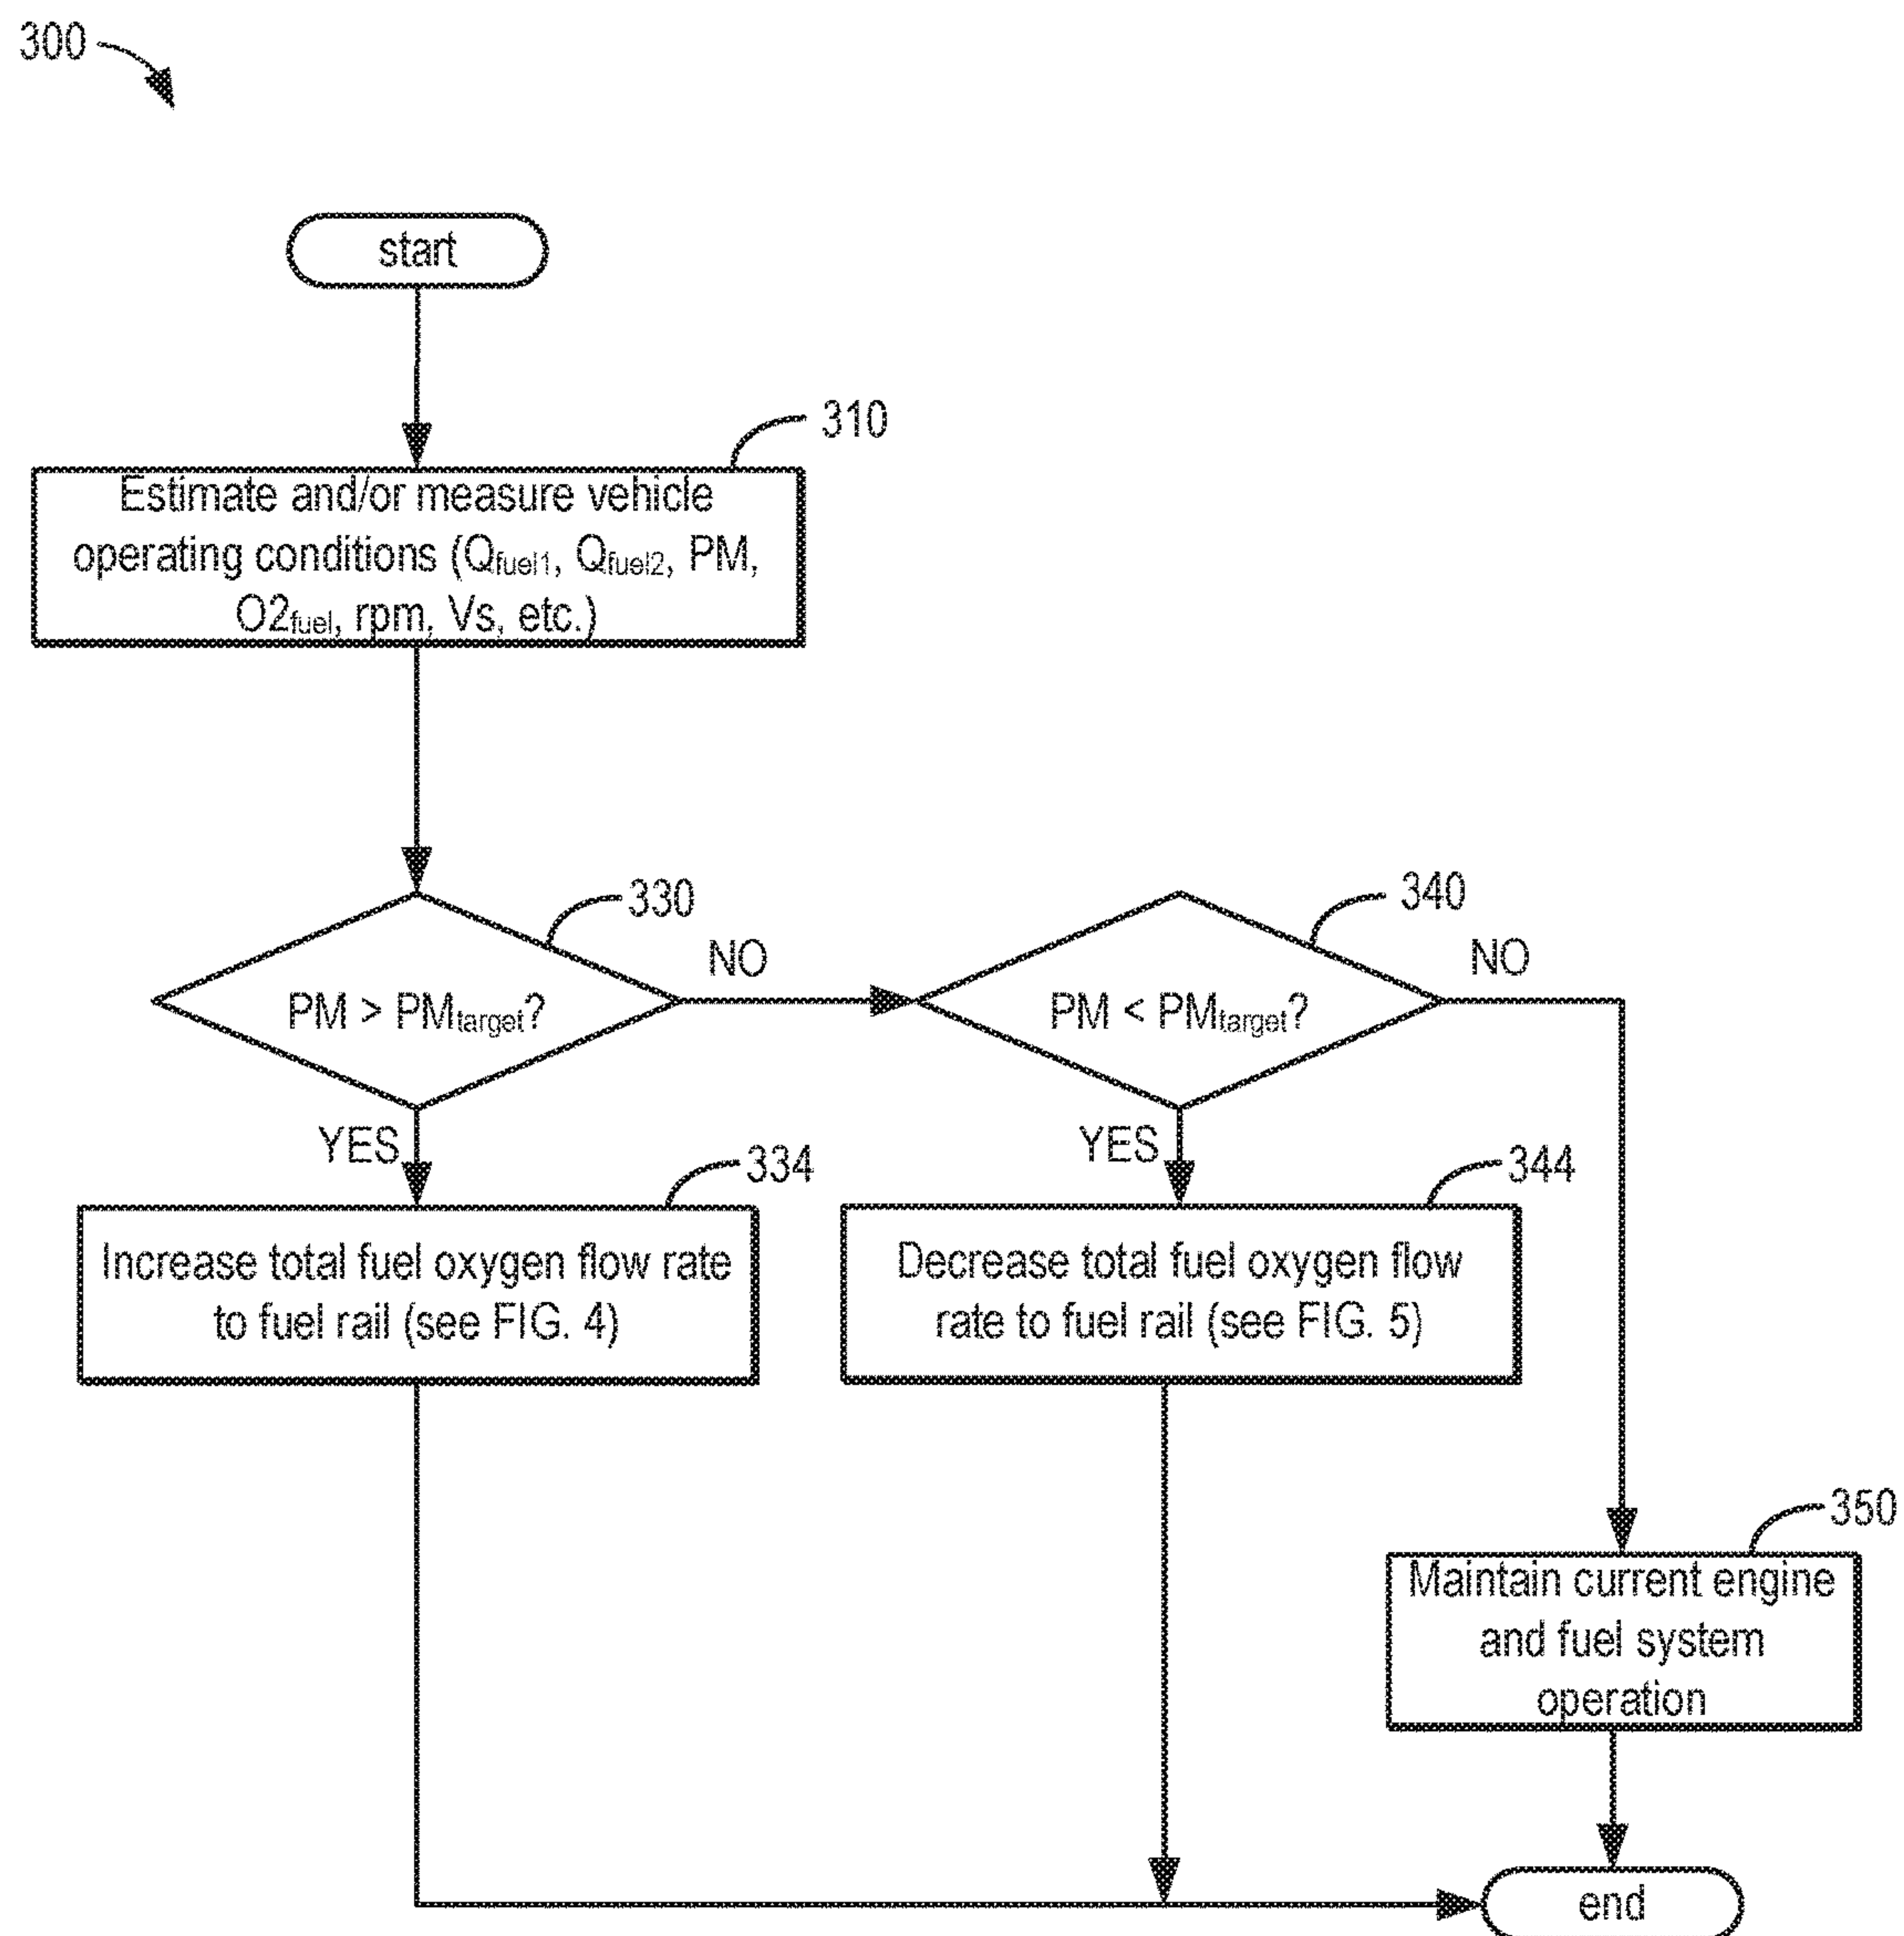 300
start
310
Estimate and/or measure vehicle
operating conditions (Qfuel1, Qfuel2, PM,
O2fuel, rpm, Vs, etc.)
330
PM > PMtarget?
NO
340
PM < PMtarget?
NO
YES
334
Increase total fuel oxygen flow rate
to fuel rail (see FIG. 4)
YES
344
Decrease total fuel oxygen flow
rate to fuel rail (see FIG. 5)
350
Maintain current engine
and fuel system
operation
end